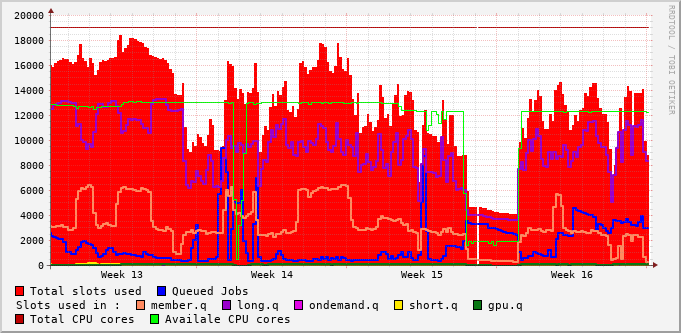 20000
18000
16000
14000
12000
10000
8000
6000
4000
2000
0
Week 13 Week 14 Week 15 Week 16
Total slots used Queued Jobs
Slots used in : member.q long.q ondemand.q short.q gpu.q
Total CPU cores Availale CPU cores
RRDTOOL / TOBI OETIKER